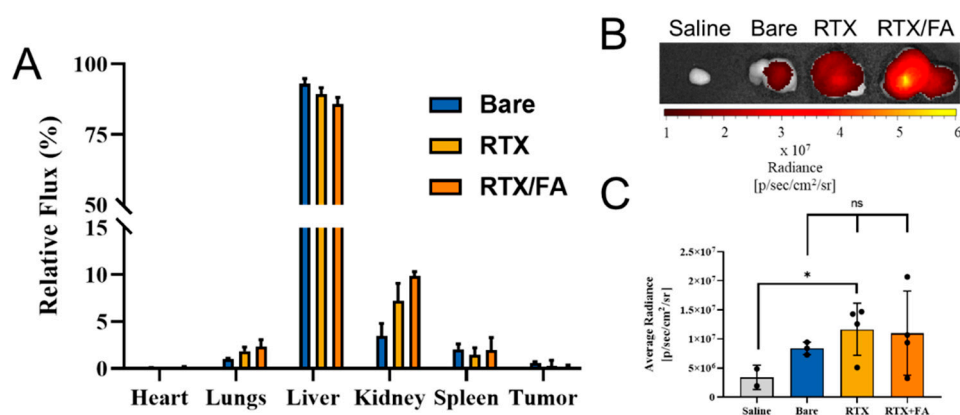 A
Relative Flux (%)
100
75
50
15
10
5
0
Heart Lungs Liver Kidney Spleen Tumor
Bare
RTX
RTX/FA
B
Saline Bare RTX RTX/FA
1 2 3 4 5 6
x 10⁷
Radiance
[p/sec/cm²/sr]
C
ns
*
Average Radiance
[p/sec/cm²/sr]
2.5×10⁷
2×10⁷
1.5×10⁷
1×10⁷
5×10⁶
0
Saline Bare RTX RTX+FA